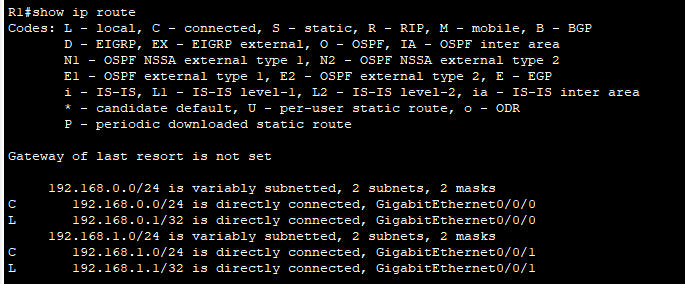 R1#show ip route
Codes: L - local, C - connected, S - static, R - RIP, M - mobile, B - BGP
       D - EIGRP, EX - EIGRP external, O - OSPF, IA - OSPF inter area
       N1 - OSPF NSSA external type 1, N2 - OSPF NSSA external type 2
       E1 - OSPF external type 1, E2 - OSPF external type 2, E - EGP
       i - IS-IS, L1 - IS-IS level-1, L2 - IS-IS level-2, ia - IS-IS inter area
       * - candidate default, U - per-user static route, o - ODR
       P - periodic downloaded static route

Gateway of last resort is not set

     192.168.0.0/24 is variably subnetted, 2 subnets, 2 masks
C       192.168.0.0/24 is directly connected, GigabitEthernet0/0/0
L       192.168.0.1/32 is directly connected, GigabitEthernet0/0/0
     192.168.1.0/24 is variably subnetted, 2 subnets, 2 masks
C       192.168.1.0/24 is directly connected, GigabitEthernet0/0/1
L       192.168.1.1/32 is directly connected, GigabitEthernet0/0/1